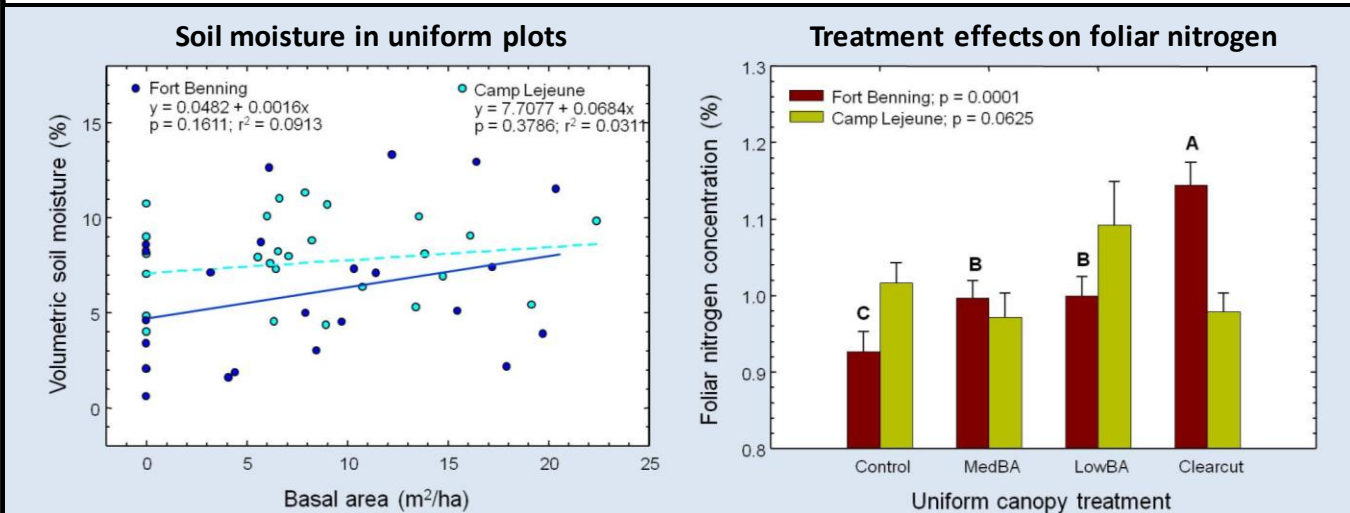 Soil moisture in uniform plots
Fort Benning
y = 0.0482 + 0.0016x
p = 0.1611; r² = 0.0913
Camp Lejeune
y = 7.7077 + 0.0684x
p = 0.3786; r² = 0.0311
Volumetric soil moisture (%)
15
10
5
0
0 5 10 15 20 25
Basal area (m²/ha)
Treatment effects on foliar nitrogen
Fort Benning; p = 0.0001
Camp Lejeune; p = 0.0625
Foliar nitrogen concentration (%)
1.3
1.2
1.1
1.0
0.9
0.8
C B B A
Control MedBA LowBA Clearcut
Uniform canopy treatment